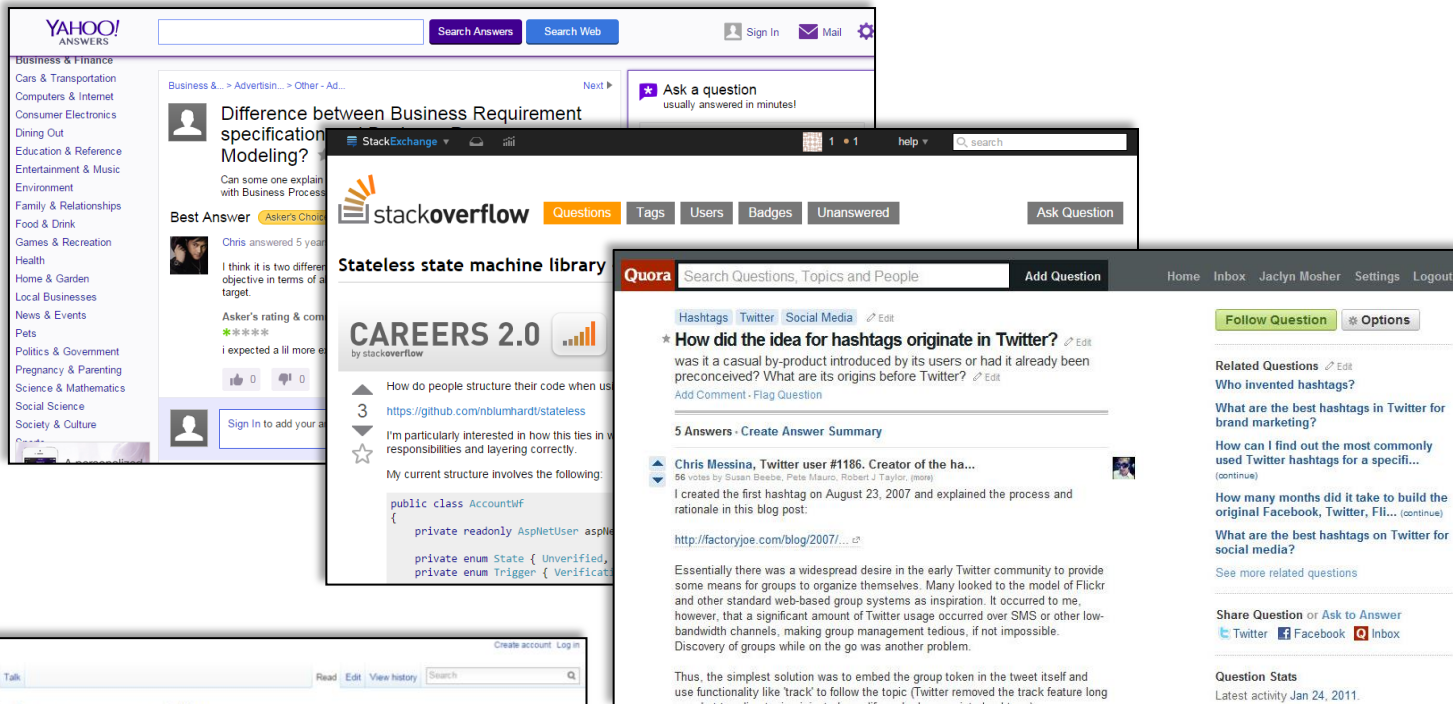 YAHOO!
ANSWERS
Search Answers
Search Web
Sign In
Mail
Business & Finance
Cars & Transportation
Computers & Internet
Consumer Electronics
Dining Out
Education & Reference
Entertainment & Music
Environment
Family & Relationships
Food & Drink
Games & Recreation
Health
Home & Garden
Local Businesses
News & Events
Pets
Politics & Government
Pregnancy & Parenting
Science & Mathematics
Social Science
Society & Culture
Business &... > Advertisin... > Other - Ad...
Next
Difference between Business Requirement
specification
Modeling?
Can some one explain
with Business Process
Best Answer
Asker's Choice
Chris answered 5 year
I think it is two differen
objective in terms of a
target.
Asker's rating & com
*****
i expected a lil more e
0
0
Sign In to add your a
Ask a question
usually answered in minutes!
StackExchange
1 • 1
help
search
stackoverflow
Questions
Tags
Users
Badges
Unanswered
Ask Question
Stateless state machine library
CAREERS 2.0
by stackoverflow
3
How do people structure their code when usi
https://github.com/nblumhardt/stateless
I'm particularly interested in how this ties in w
responsibilities and layering correctly.
My current structure involves the following:
public class AccountWf
{
private readonly AspNetUser aspNe
private enum State { Unverified,
private enum Trigger { Verificati
Quora
Search Questions, Topics and People
Add Question
Home Inbox Jaclyn Mosher Settings Logout
Hashtags Twitter Social Media Edit
How did the idea for hashtags originate in Twitter? Edit
was it a casual by-product introduced by its users or had it already been
preconceived? What are its origins before Twitter? Edit
Add Comment · Flag Question
5 Answers · Create Answer Summary
Chris Messina, Twitter user #1186. Creator of the ha...
56 votes by Susan Beebe, Pete Mauro, Robert J Taylor, (more)
I created the first hashtag on August 23, 2007 and explained the process and
rationale in this blog post:
http://factoryjoe.com/blog/2007/...
Essentially there was a widespread desire in the early Twitter community to provide
some means for groups to organize themselves. Many looked to the model of Flickr
and other standard web-based group systems as inspiration. It occurred to me,
however, that a significant amount of Twitter usage occurred over SMS or other low-
bandwidth channels, making group management tedious, if not impossible.
Discovery of groups while on the go was another problem.
Thus, the simplest solution was to embed the group token in the tweet itself and
use functionality like 'track' to follow the topic (Twitter removed the track feature long
Follow Question
Options
Related Questions Edit
Who invented hashtags?
What are the best hashtags in Twitter for
brand marketing?
How can I find out the most commonly
used Twitter hashtags for a specifi...
(continue)
How many months did it take to build the
original Facebook, Twitter, Fli... (continue)
What are the best hashtags on Twitter for
social media?
See more related questions
Share Question or Ask to Answer
Twitter Facebook Inbox
Question Stats
Latest activity Jan 24, 2011.
Create account Log in
Talk
Read Edit View history
Search